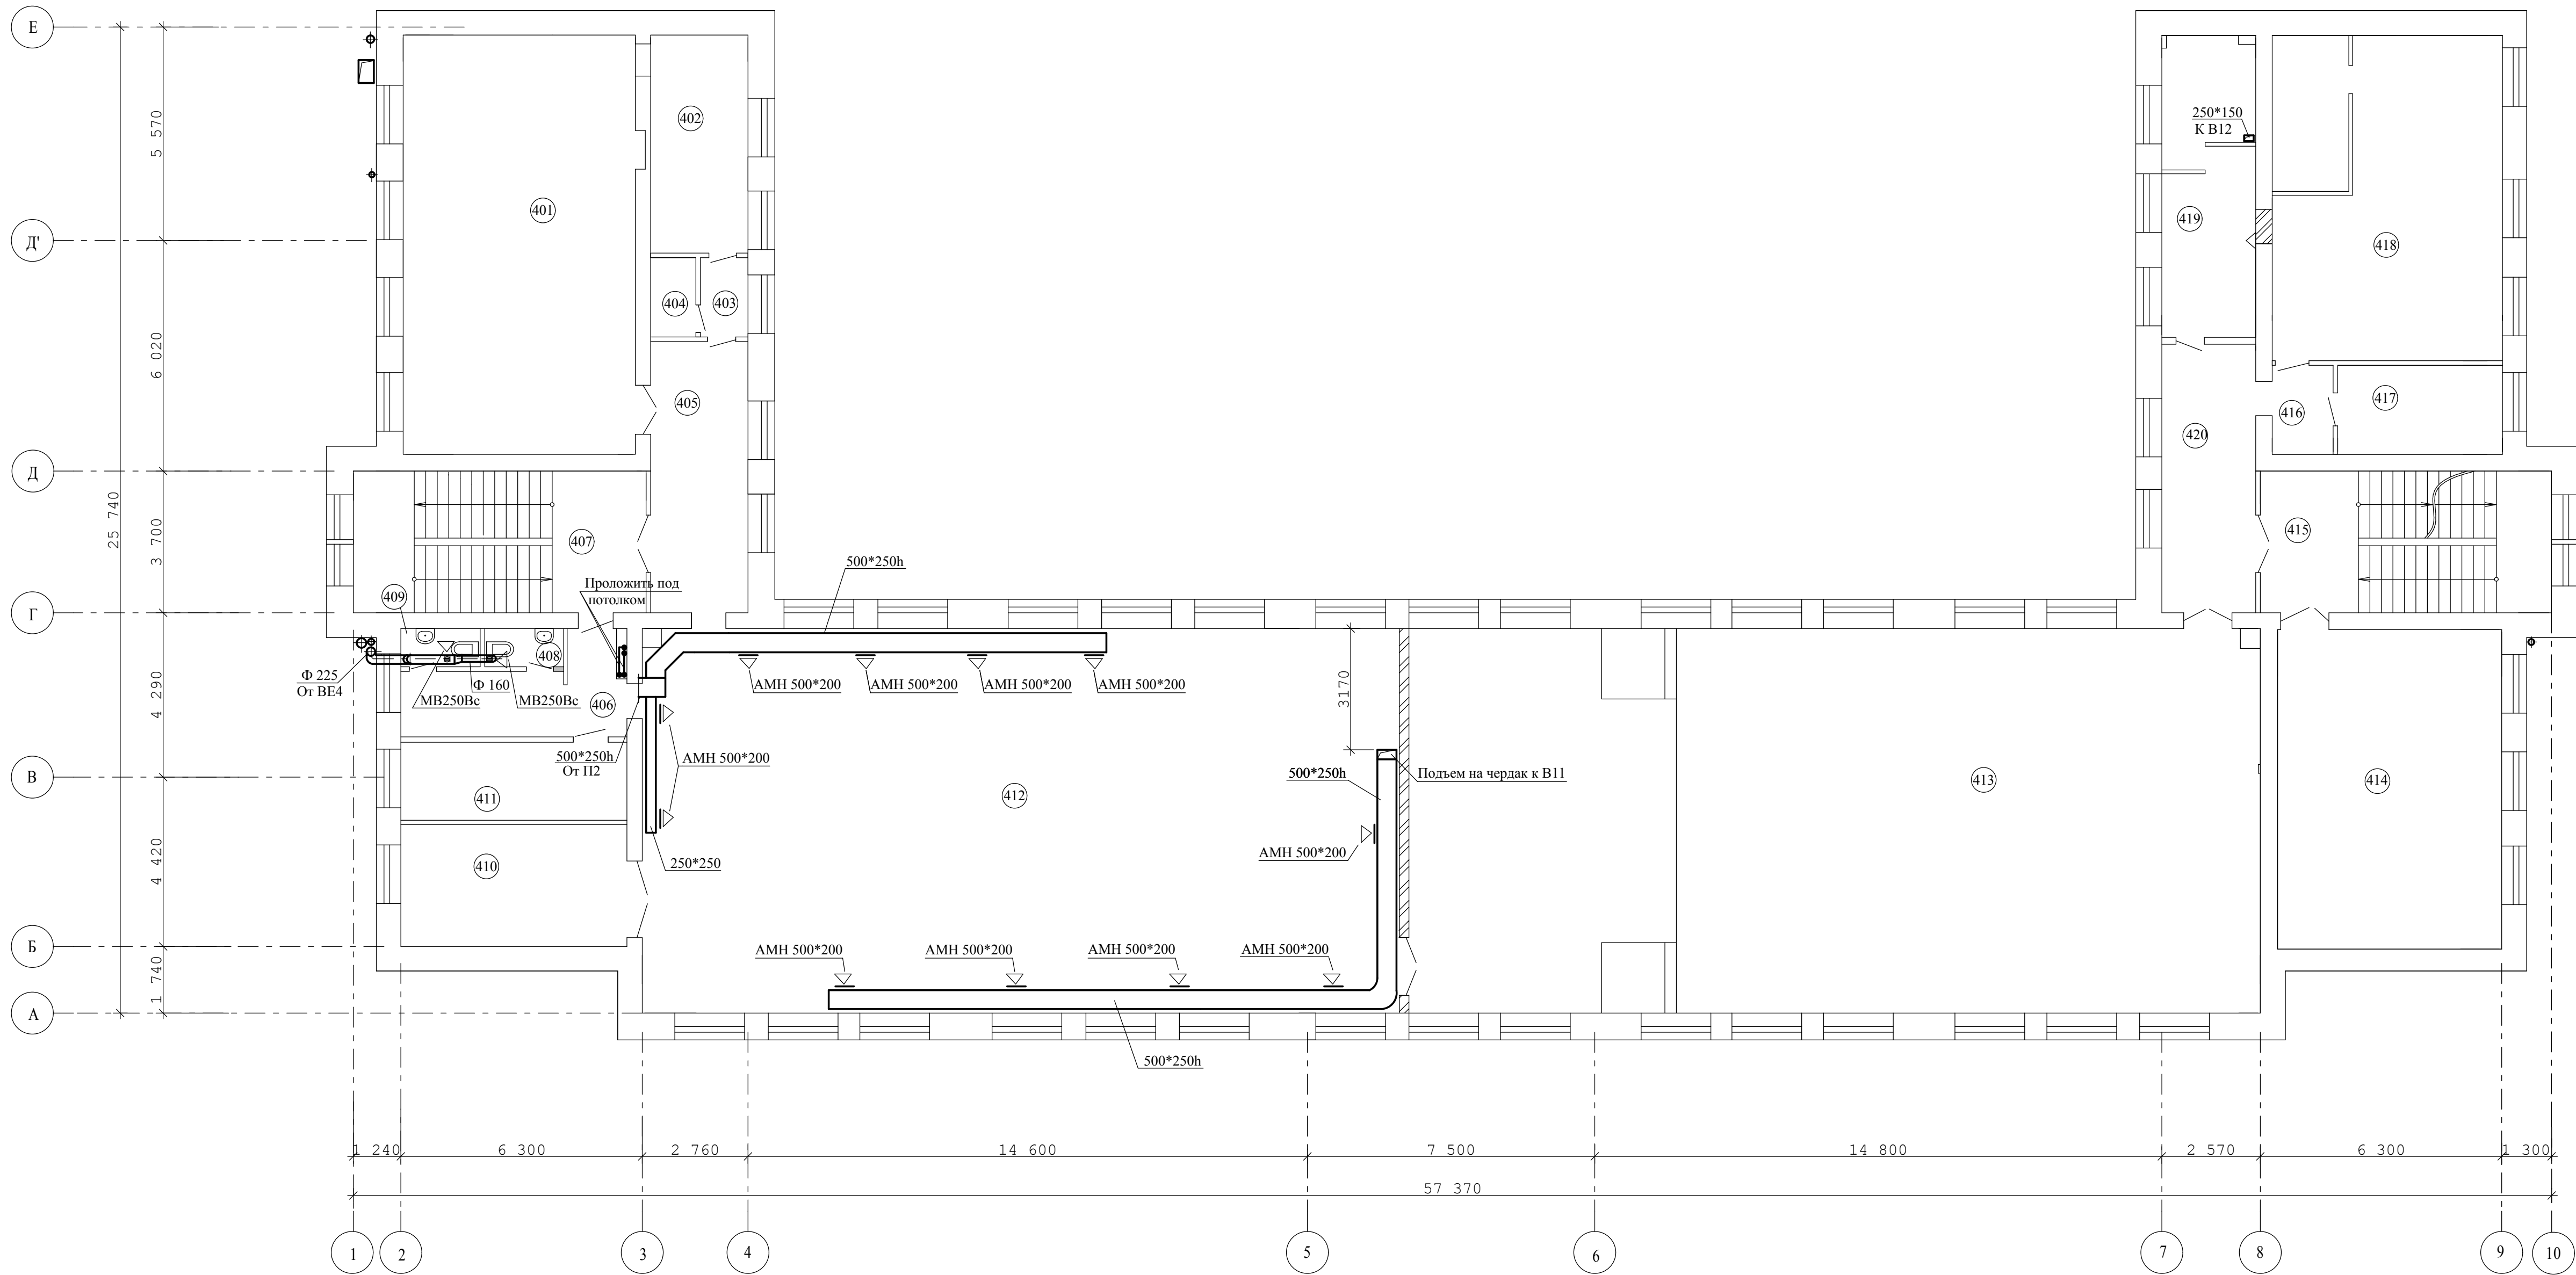 Е
Д'
Д
Г
В
Б
А
5 570
6 020
3 700
4 290
4 420
1 740
25 740
401
402
404
403
405
407
409
408
406
411
410
412
413
414
415
416
417
418
419
420
250*150
К В12
500*250h
Проложить под
потолком
Ф 225
От ВЕ4
Ф 160
МВ250Вс
МВ250Вс
АМН 500*200
АМН 500*200
АМН 500*200
АМН 500*200
500*250h
От П2
АМН 500*200
250*250
3170
500*250h
Подъем на чердак к В11
АМН 500*200
АМН 500*200
АМН 500*200
АМН 500*200
АМН 500*200
500*250h
1 240
6 300
2 760
14 600
7 500
14 800
2 570
6 300
1 300
57 370
1
2
3
4
5
6
7
8
9
10